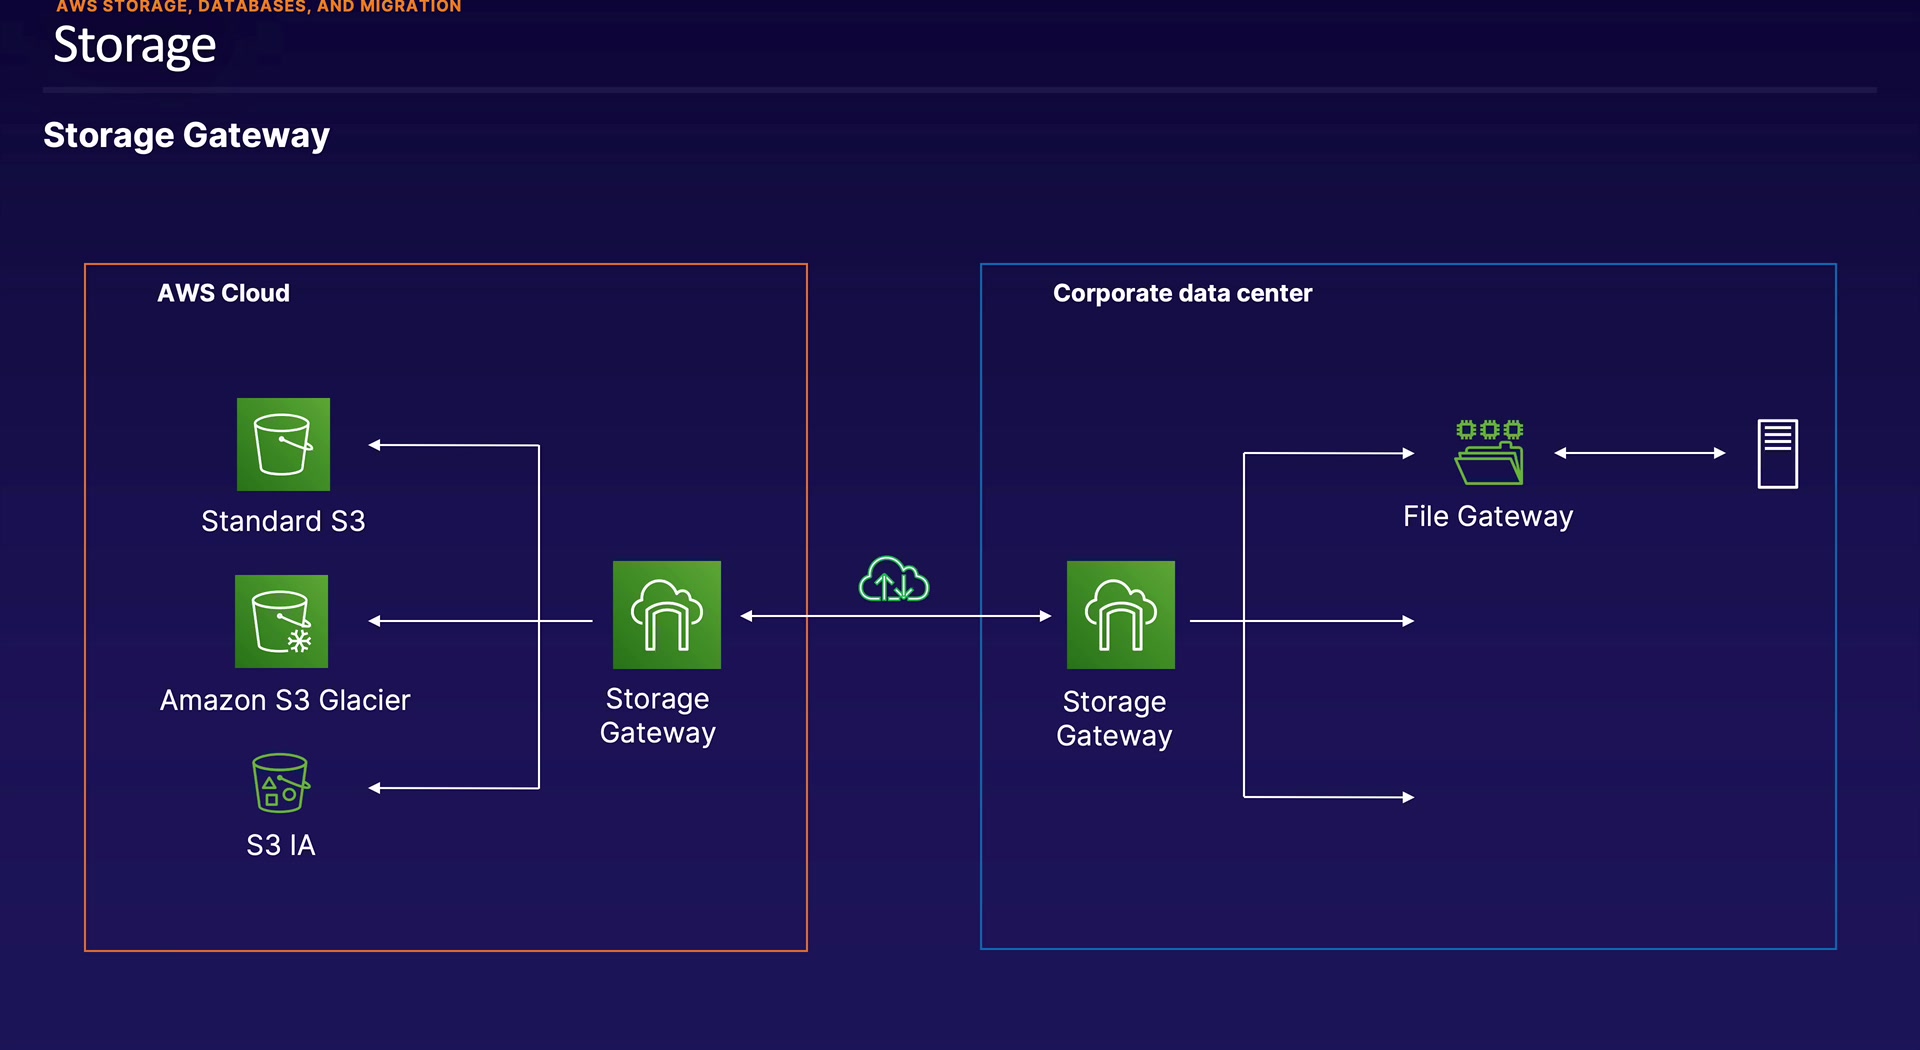 AWS STORAGE, DATABASES, AND MIGRATION
Storage
Storage Gateway
AWS Cloud
Standard S3
Amazon S3 Glacier
S3 IA
Storage
Gateway
Corporate data center
Storage
Gateway
File Gateway